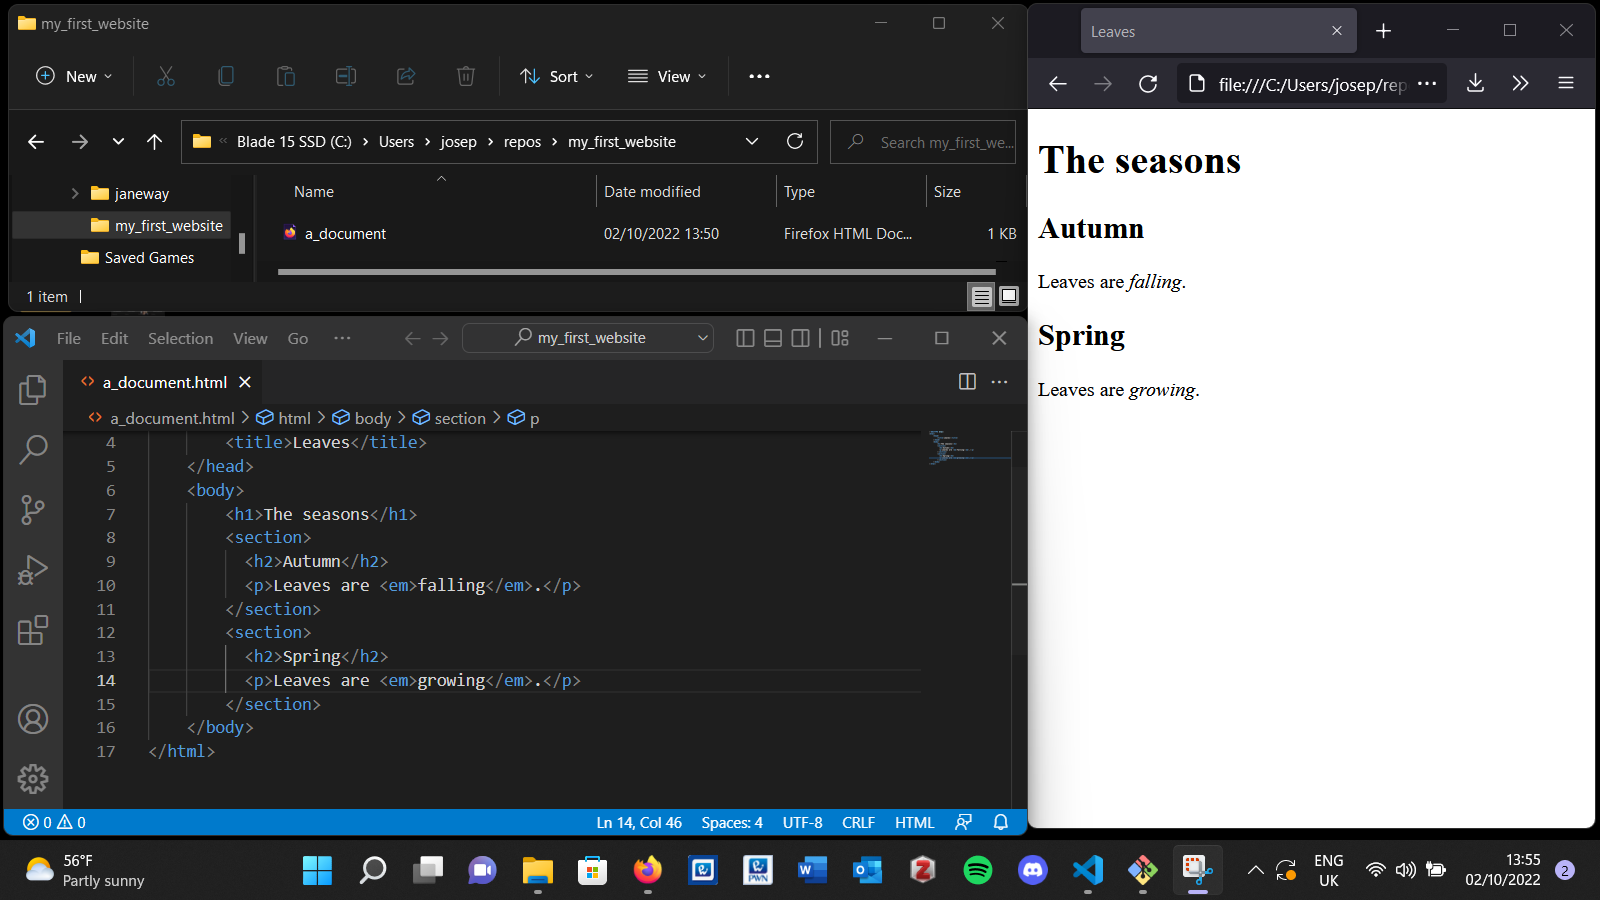 my_first_website
New
Sort
View
Blade 15 SSD (C:) > Users > josep > repos > my_first_website
Search my_first_we...
janeway
my_first_website
Saved Games
Name
Date modified
Type
Size
a_document
02/10/2022 13:50
Firefox HTML Doc...
1 KB
1 item
File
Edit
Selection
View
Go
my_first_website
a_document.html
a_document.html > html > body > section > p
4 <title>Leaves</title>
5 </head>
6 <body>
7 <h1>The seasons</h1>
8 <section>
9 <h2>Autumn</h2>
10 <p>Leaves are <em>falling</em>.</p>
11 </section>
12 <section>
13 <h2>Spring</h2>
14 <p>Leaves are <em>growing</em>.</p>
15 </section>
16 </body>
17 </html>
0 0
Ln 14, Col 46
Spaces: 4
UTF-8
CRLF
HTML
Leaves
file:///C:/Users/josep/rep
The seasons
Autumn
Leaves are falling.
Spring
Leaves are growing.
56°F
Partly sunny
PWN
W
Z
ENG
UK
13:55
02/10/2022
2